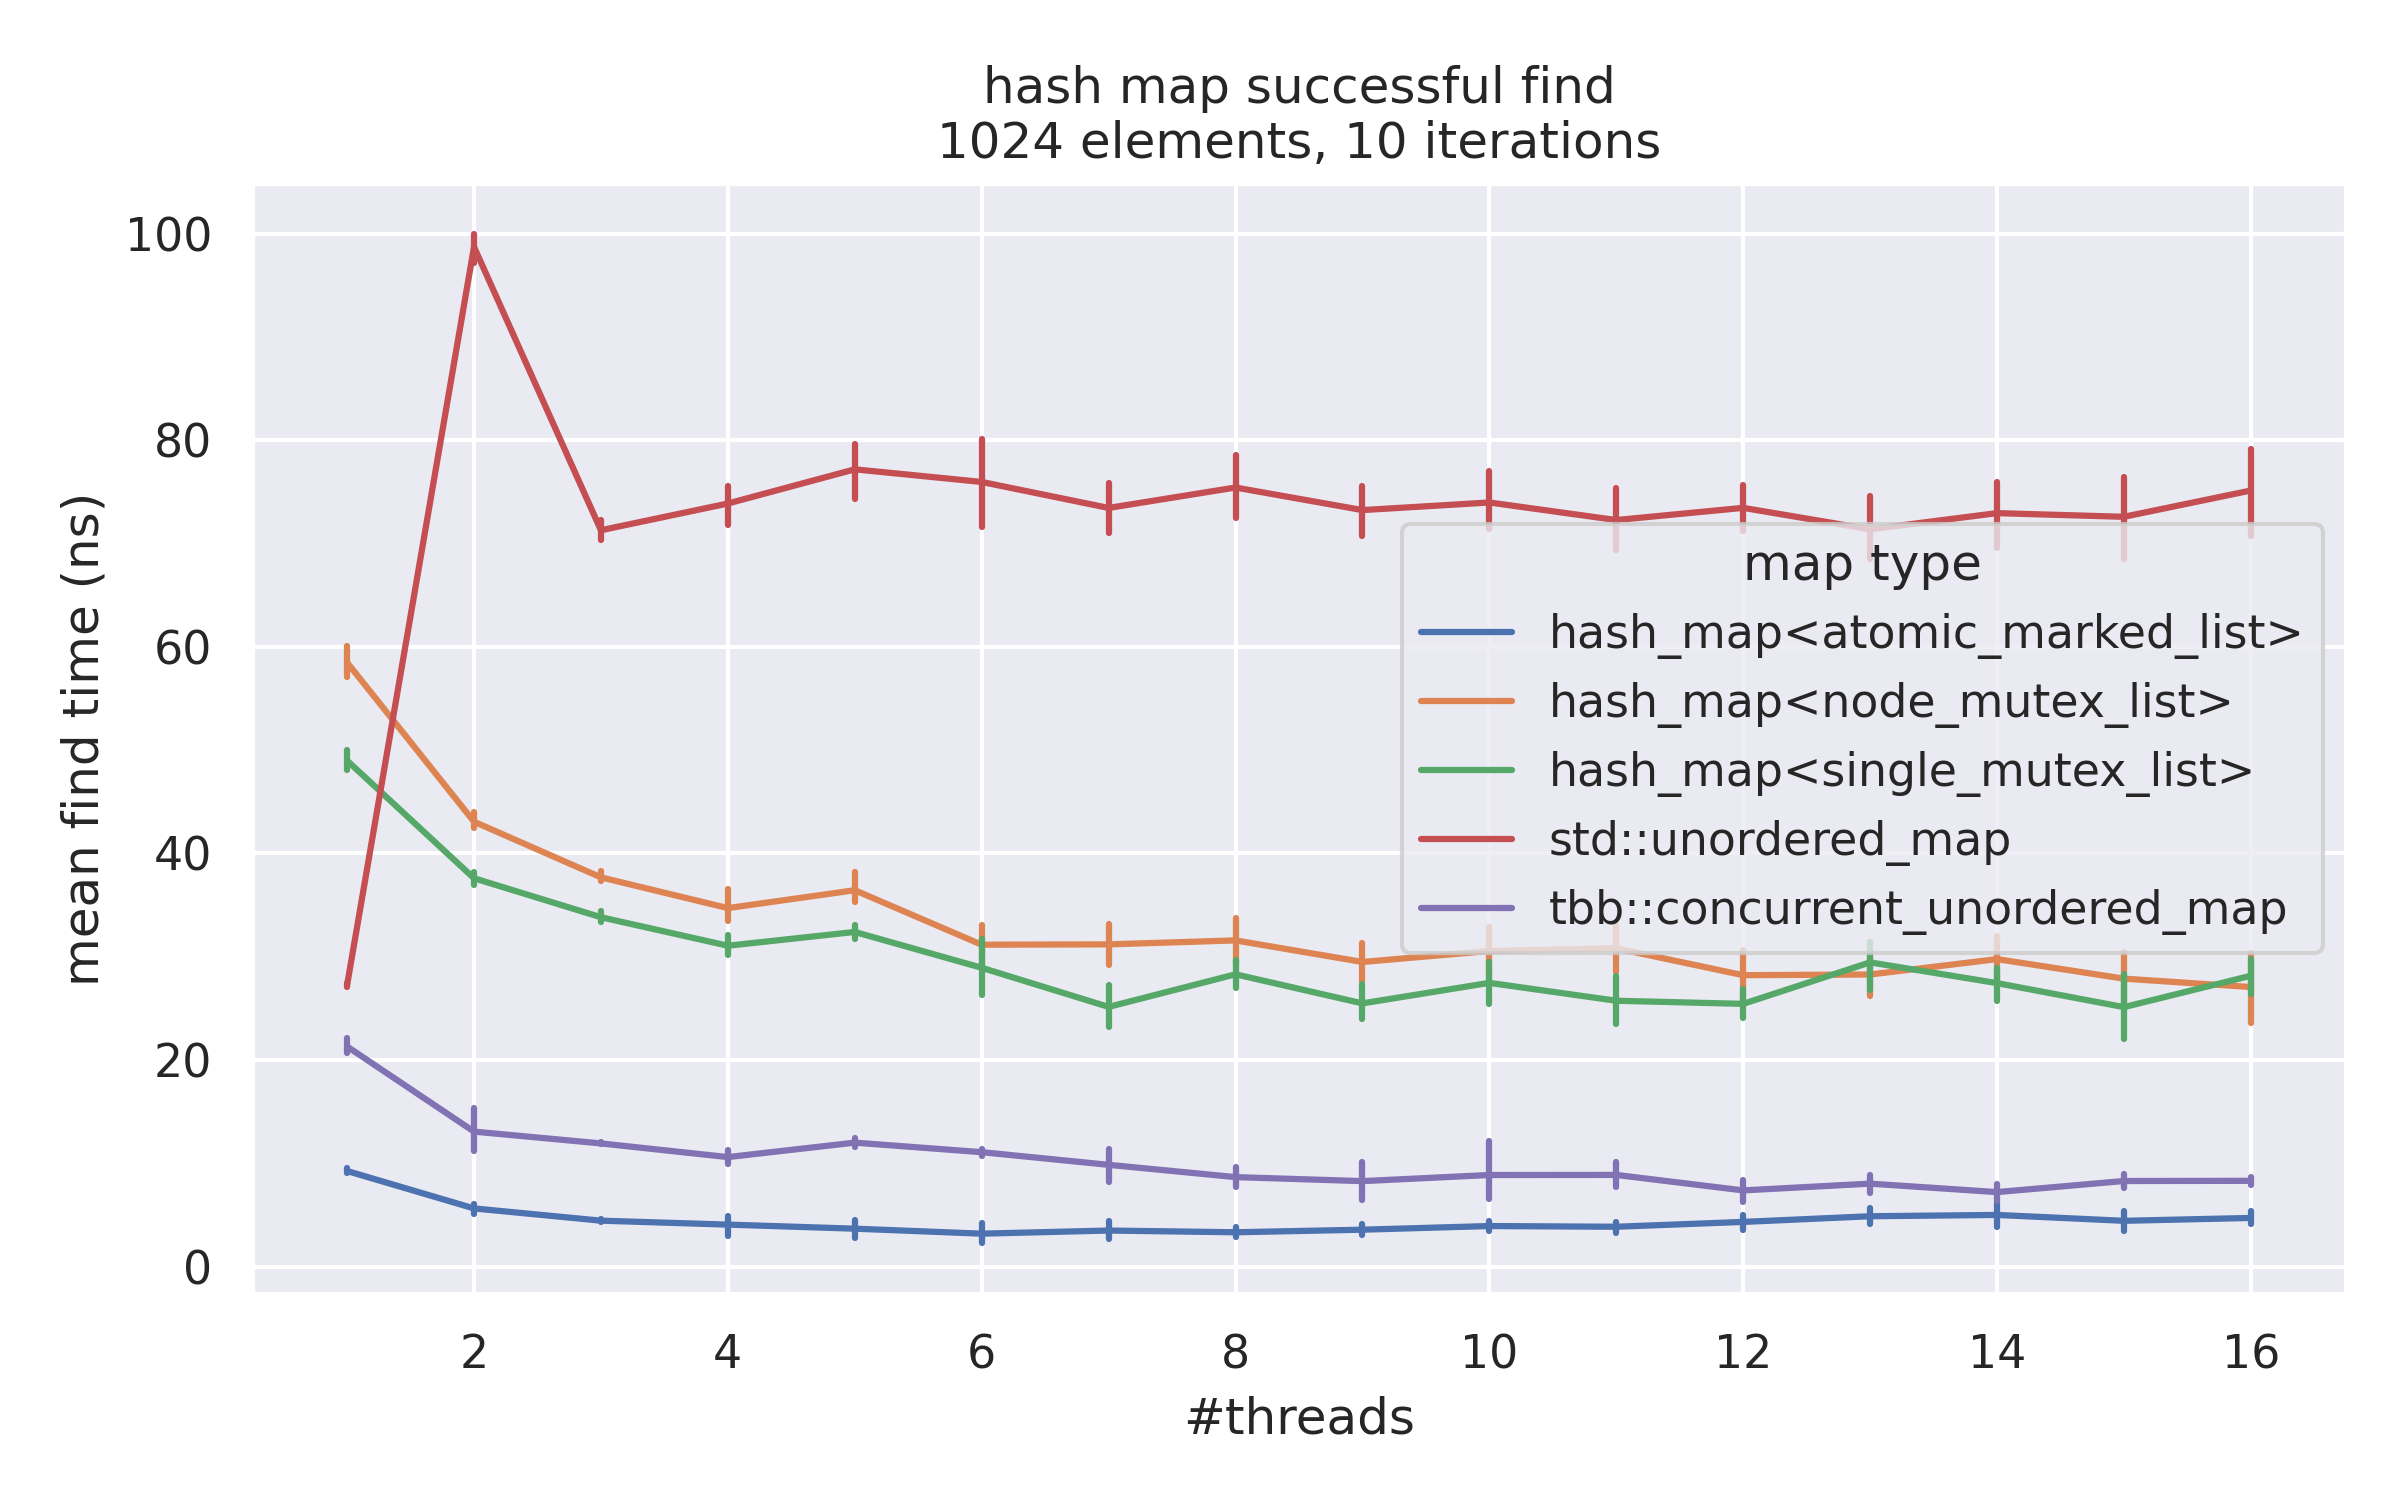 hash map successful find
1024 elements, 10 iterations
mean find time (ns)
100
80
60
40
20
0
map type
hash_map<atomic_marked_list>
hash_map<node_mutex_list>
hash_map<single_mutex_list>
std::unordered_map
tbb::concurrent_unordered_map
2 4 6 8 10 12 14 16
#threads